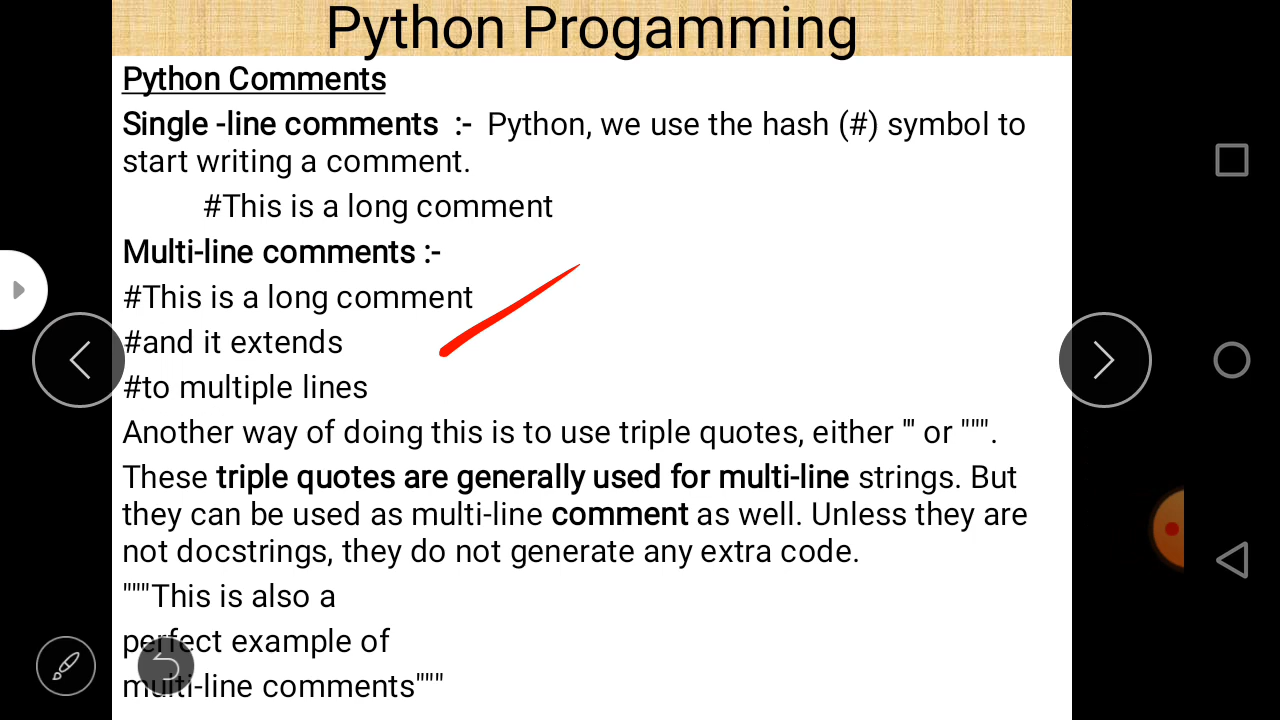 Python Progamming
Python Comments
Single -line comments :- Python, we use the hash (#) symbol to
start writing a comment.
#This is a long comment
Multi-line comments :-
#This is a long comment
#and it extends
#to multiple lines
Another way of doing this is to use triple quotes, either ''' or """.
These triple quotes are generally used for multi-line strings. But
they can be used as multi-line comment as well. Unless they are
not docstrings, they do not generate any extra code.
"""This is also a
perfect example of
multi-line comments"""